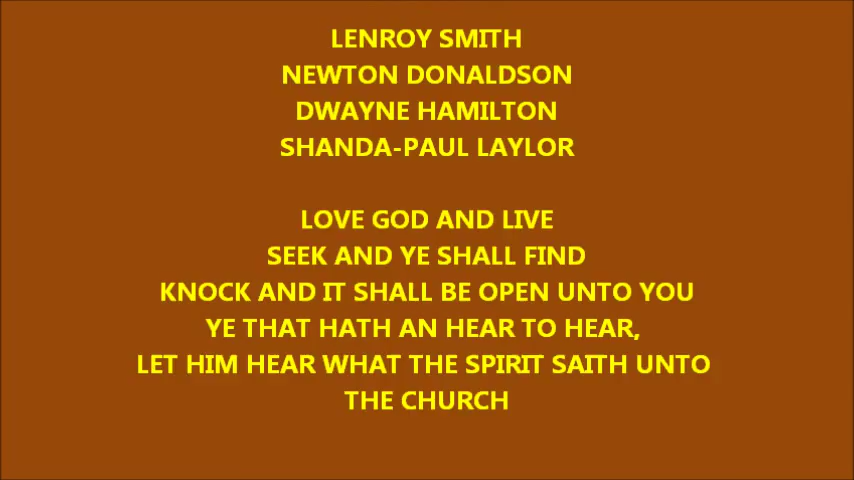 LENROY SMITH
NEWTON DONALDSON
DWAYNE HAMILTON
SHANDA-PAUL LAYLOR
LOVE GOD AND LIVE
SEEK AND YE SHALL FIND
KNOCK AND IT SHALL BE OPEN UNTO YOU
YE THAT HATH AN HEAR TO HEAR,
LET HIM HEAR WHAT THE SPIRIT SAITH UNTO
THE CHURCH